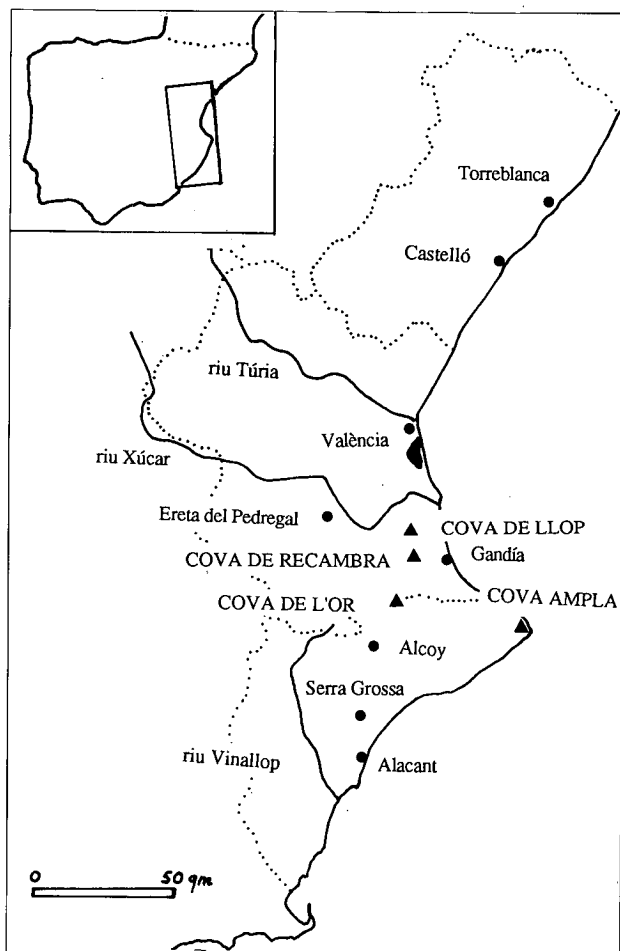 Torreblanca
Castelló
riu Túria
València
riu Xúcar
Ereta del Pedregal
COVA DE LLOP
COVA DE RECAMBRA
Gandía
COVA DE L'OR
COVA AMPLA
Alcoy
Serra Grossa
riu Vinallop
Alacant
0 50 qm